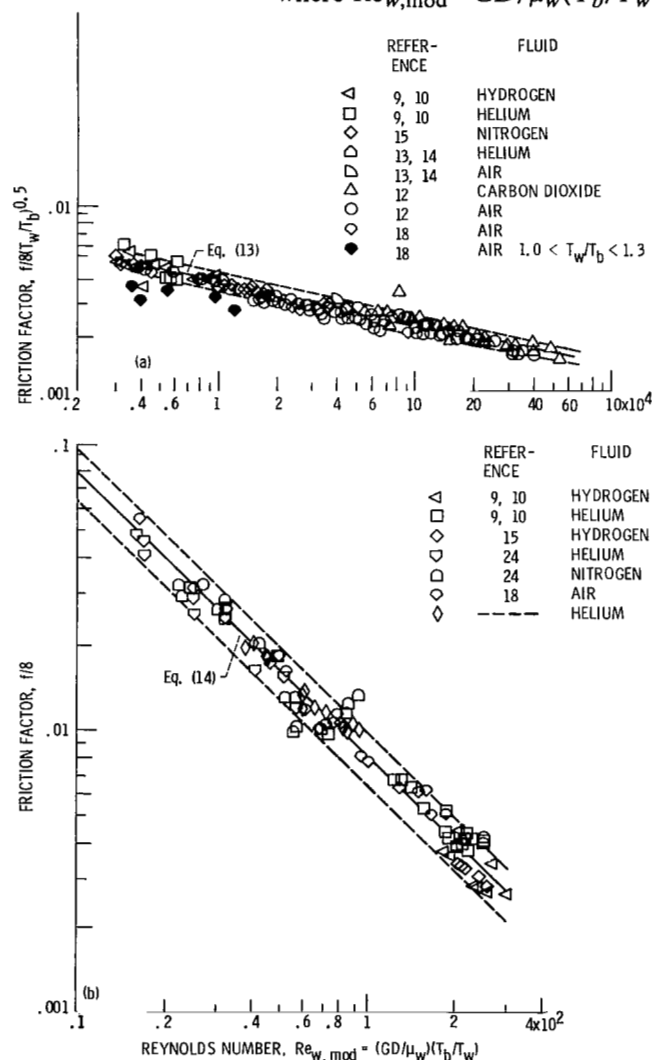 where Re_w,mod = GD/μ_w(T_b/T_w
REFERENCE FLUID
9, 10 HYDROGEN
9, 10 HELIUM
15 NITROGEN
13, 14 HELIUM
13, 14 AIR
12 CARBON DIOXIDE
12 AIR
18 AIR
18 AIR 1.0 < T_w/T_b < 1.3
FRICTION FACTOR, f/8(T_w/T_b)^0.5
.01
.001
Eq. (13)
(a)
.2 .4 .6 1 2 4 6 10 20 40 60 10x10^4
REFERENCE FLUID
9, 10 HYDROGEN
9, 10 HELIUM
15 HYDROGEN
24 HELIUM
24 NITROGEN
18 AIR
HELIUM
FRICTION FACTOR, f/8
.1
.01
.001
Eq. (14)
(b)
.1 .2 .4 .6 .8 1 2 4x10^2
REYNOLDS NUMBER, Re_w, mod = (GD/μ_w)(T_b/T_w)